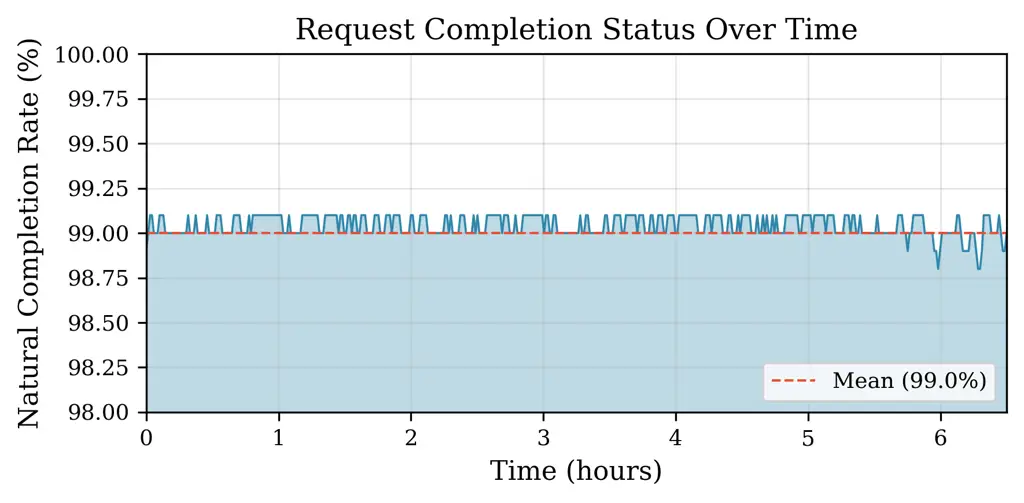 Request Completion Status Over Time
Natural Completion Rate (%)
100.00
99.75
99.50
99.25
99.00
98.75
98.50
98.25
98.00
Mean (99.0%)
0 1 2 3 4 5 6
Time (hours)